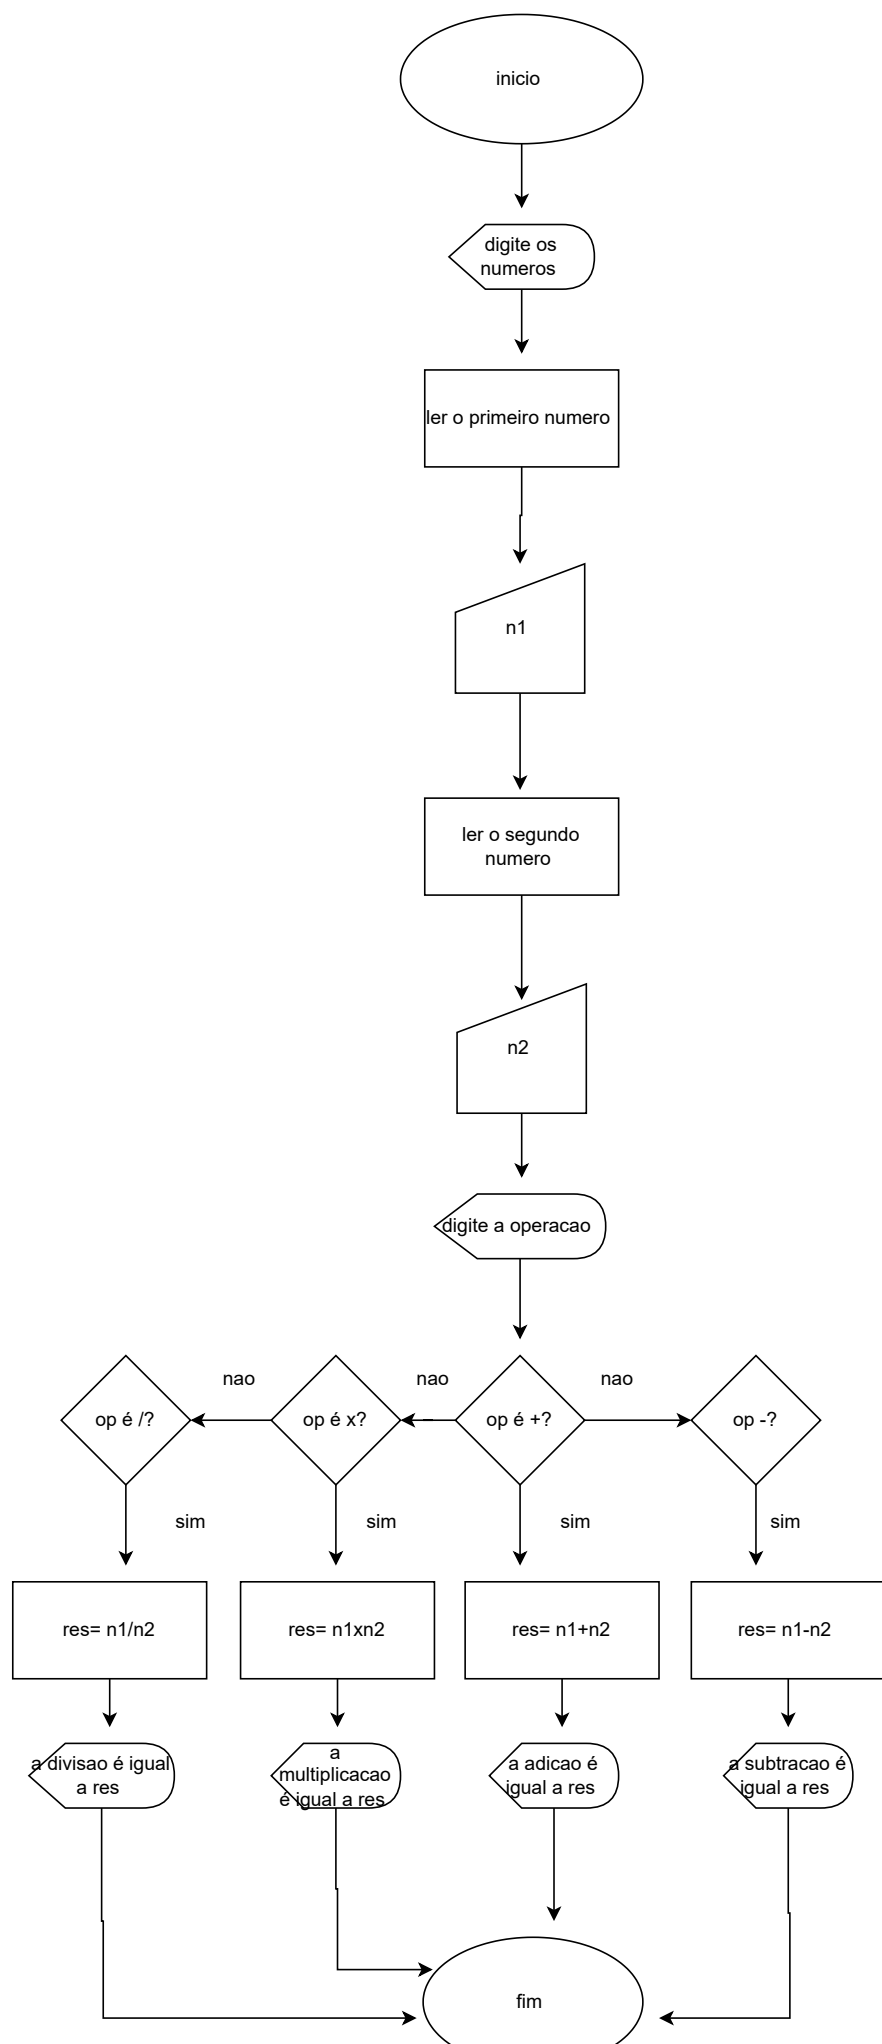 inicio
digite os
numeros
ler o primeiro numero
n1
ler o segundo
numero
n2
digite a operacao
nao
nao
nao
op é /?
op é x?
op é +?
op -?
sim
sim
sim
sim
res= n1/n2
res= n1xn2
res= n1+n2
res= n1-n2
a divisao é igual
a res
a
multiplicacao
é igual a res
a adicao é
igual a res
a subtracao é
igual a res
fim